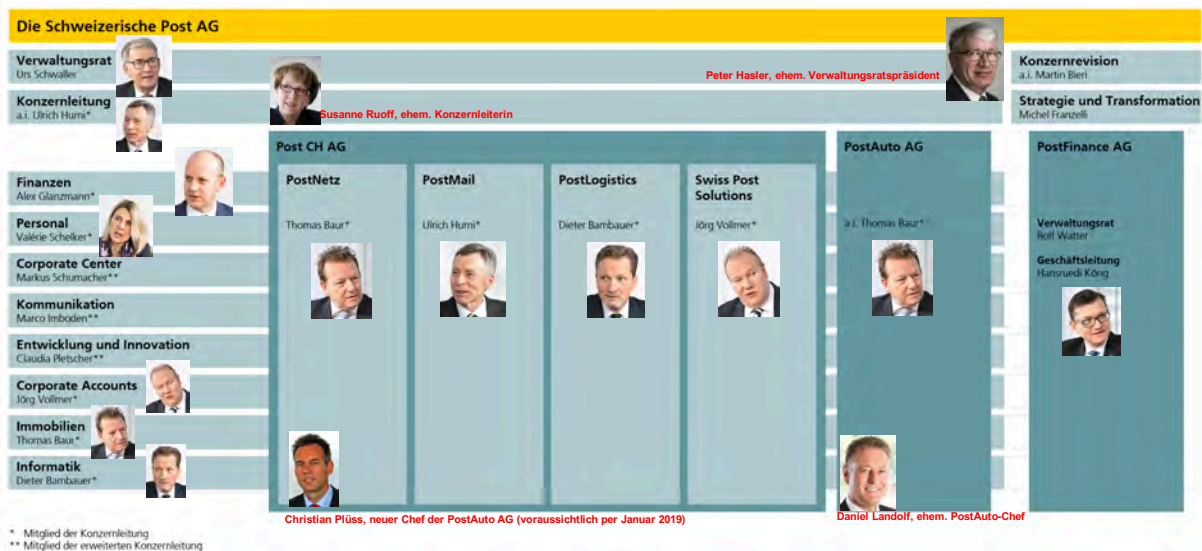 Die Schweizerische Post AG
Verwaltungsrat
Urs Schwaller
Peter Hasler, ehem. Verwaltungsratspräsident
Konzernrevision
a.i. Martin Bieri
Konzernleitung
a.i. Ulrich Hurni*
Susanne Ruoff, ehem. Konzernleiterin
Strategie und Transformation
Michel Franzelli
Post CH AG
PostAuto AG
PostFinance AG
Finanzen
Alex Glanzmann*
PostNetz
PostMail
PostLogistics
Swiss Post
Solutions
Personal
Valérie Schelker*
Thomas Baur*
Ulrich Hurni*
Dieter Bambauer*
Jörg Vollmer*
a.i. Thomas Baur*
Verwaltungsrat
Rolf Watter
Corporate Center
Markus Schumacher**
Geschäftsleitung
Hansruedi Köng
Kommunikation
Marco Imboden**
Entwicklung und Innovation
Claudia Pletscher**
Corporate Accounts
Jörg Vollmer*
Immobilien
Thomas Baur*
Informatik
Dieter Bambauer*
Christian Plüss, neuer Chef der PostAuto AG (voraussichtlich per Januar 2019)
Daniel Landolf, ehem. PostAuto-Chef
* Mitglied der Konzernleitung
** Mitglied der erweiterten Konzernleitung